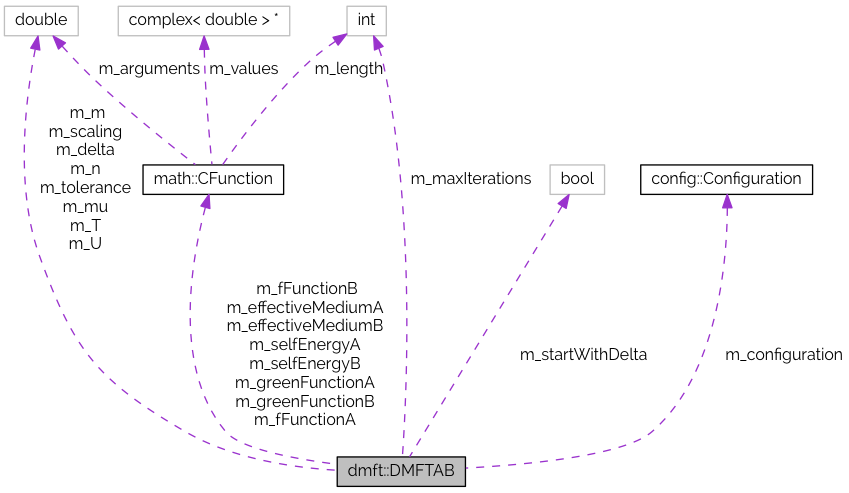 double
complex< double > *
int
m_arguments
m_values
m_length
m_m
m_scaling
m_delta
m_n
m_tolerance
m_mu
m_T
m_U
math::CFunction
m_maxIterations
bool
config::Configuration
m_fFunctionB
m_effectiveMediumA
m_effectiveMediumB
m_selfEnergyA
m_selfEnergyB
m_greenFunctionA
m_greenFunctionB
m_fFunctionA
m_startWithDelta
m_configuration
dmft::DMFTAB